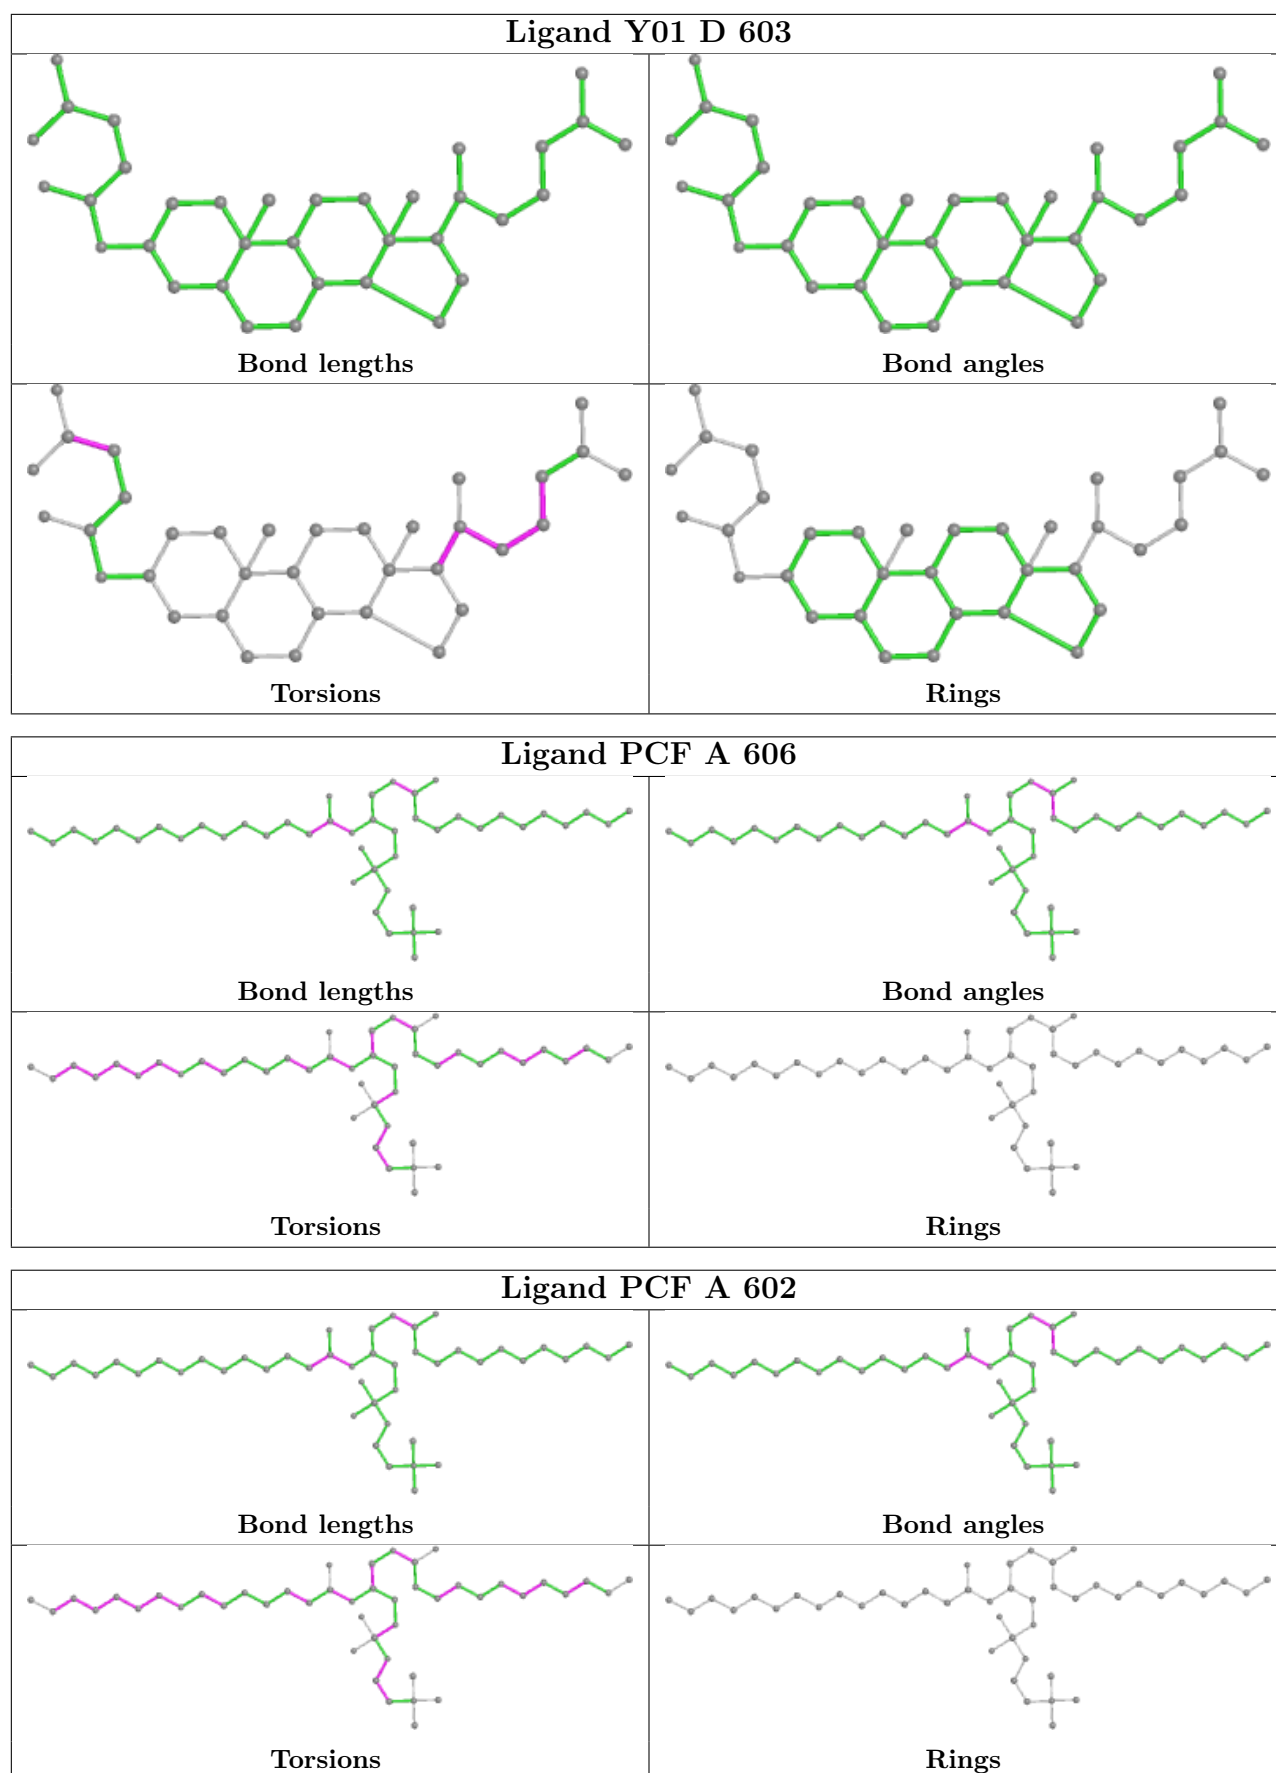 Ligand Y01 D 603
Bond lengths
Bond angles
Torsions
Rings
Ligand PCF A 606
Bond lengths
Bond angles
Torsions
Rings
Ligand PCF A 602
Bond lengths
Bond angles
Torsions
Rings